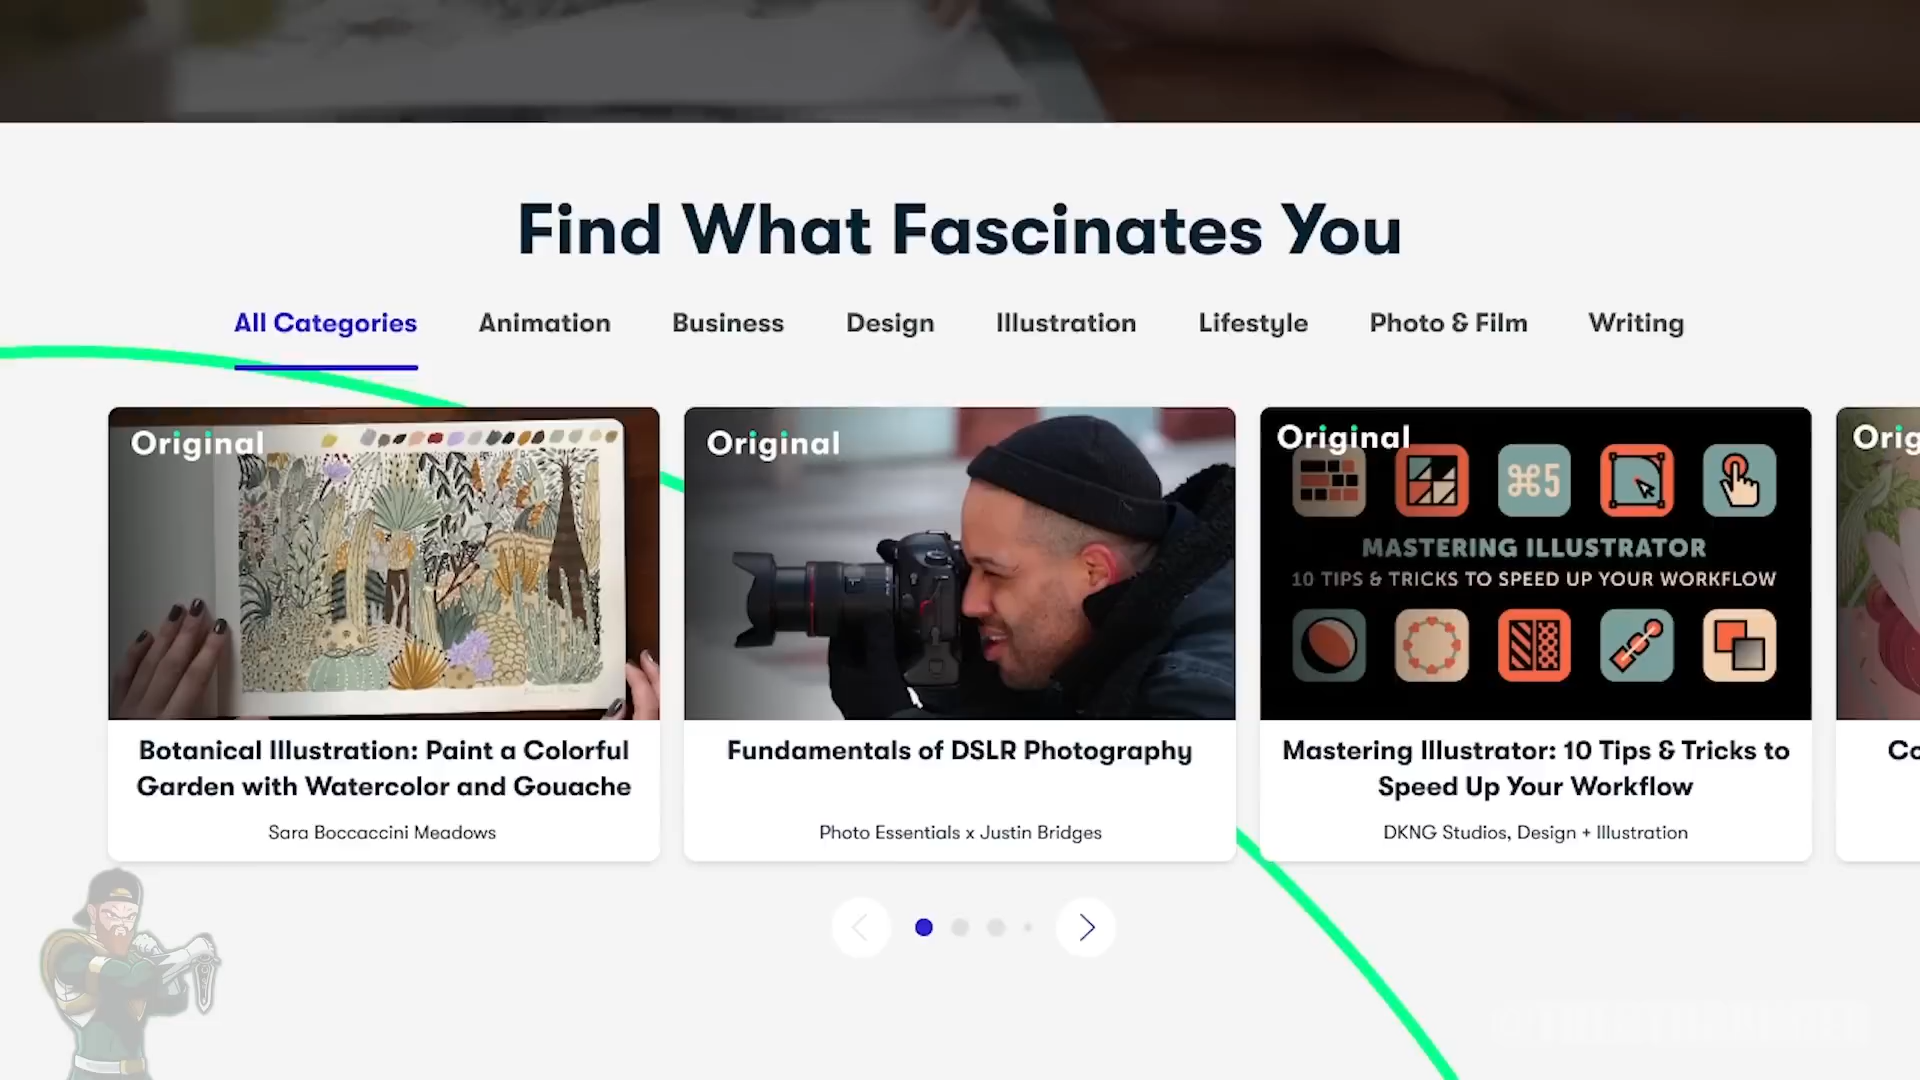 Find What Fascinates You
All Categories Animation Business Design Illustration Lifestyle Photo & Film Writing
Original
Original
Original
Orig
⌘5
MASTERING ILLUSTRATOR
10 TIPS & TRICKS TO SPEED UP YOUR WORKFLOW
Botanical Illustration: Paint a Colorful
Garden with Watercolor and Gouache
Sara Boccaccini Meadows
Fundamentals of DSLR Photography
Photo Essentials x Justin Bridges
Mastering Illustrator: 10 Tips & Tricks to
Speed Up Your Workflow
DKNG Studios, Design + Illustration
Co